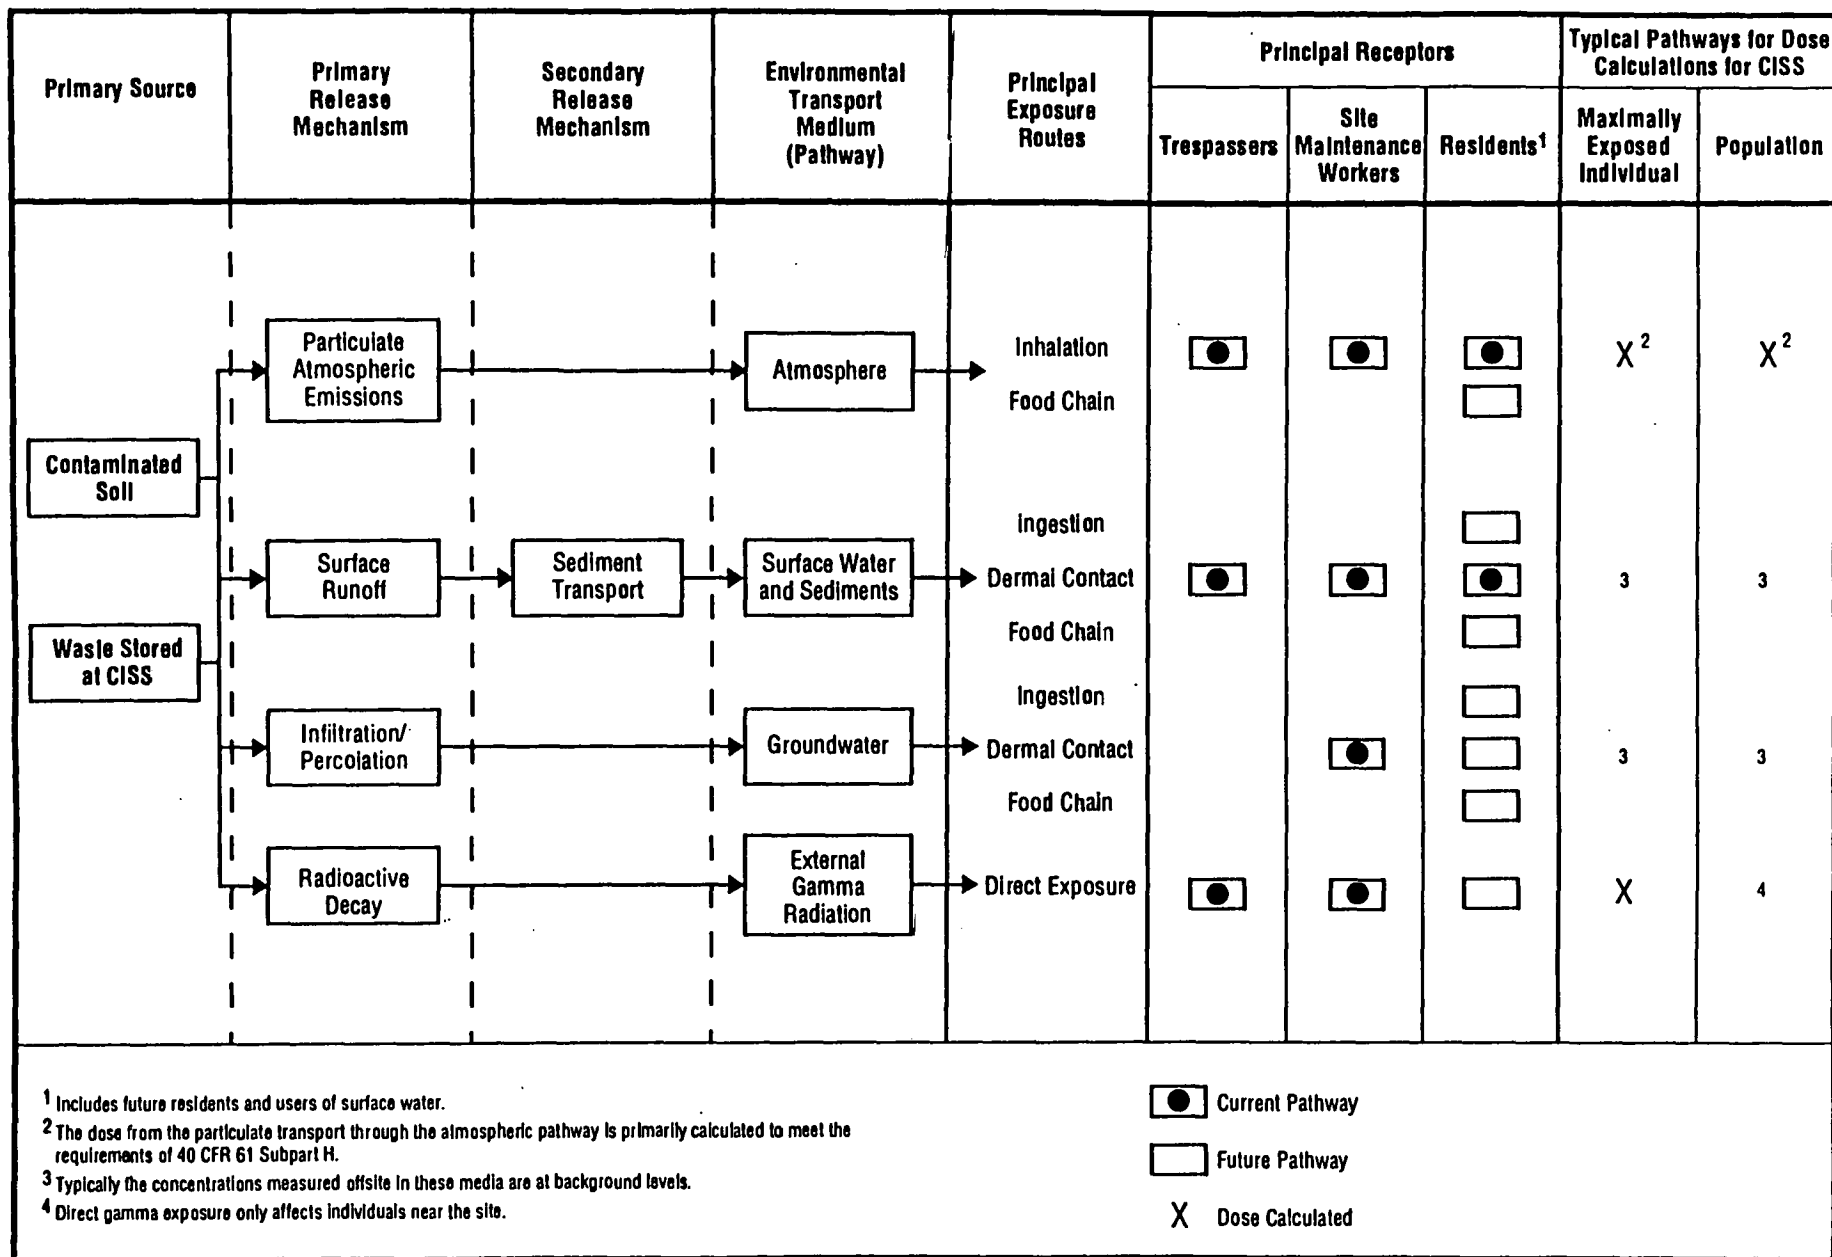 Primary Source
Primary
Release
Mechanism
Secondary
Release
Mechanism
Environmental
Transport
Medium
(Pathway)
Principal
Exposure
Routes
Principal Receptors
Trespassers
Site
Maintenance
Workers
Residents1
Typical Pathways for Dose
Calculations for CISS
Maximally
Exposed
Individual
Population
Contaminated
Soil
Waste Stored
at CISS
Particulate
Atmospheric
Emissions
Atmosphere
Inhalation
X2
X2
Food Chain
Surface
Runoff
Sediment
Transport
Surface Water
and Sediments
Ingestion
Dermal Contact
3
3
Food Chain
Infiltration/
Percolation
Groundwater
Ingestion
Dermal Contact
3
3
Food Chain
Radioactive
Decay
External
Gamma
Radiation
Direct Exposure
X
4
1 Includes future residents and users of surface water.
2 The dose from the particulate transport through the atmospheric pathway is primarily calculated to meet the
requirements of 40 CFR 61 Subpart H.
3 Typically the concentrations measured offsite in these media are at background levels.
4 Direct gamma exposure only affects individuals near the site.
Current Pathway
Future Pathway
X Dose Calculated